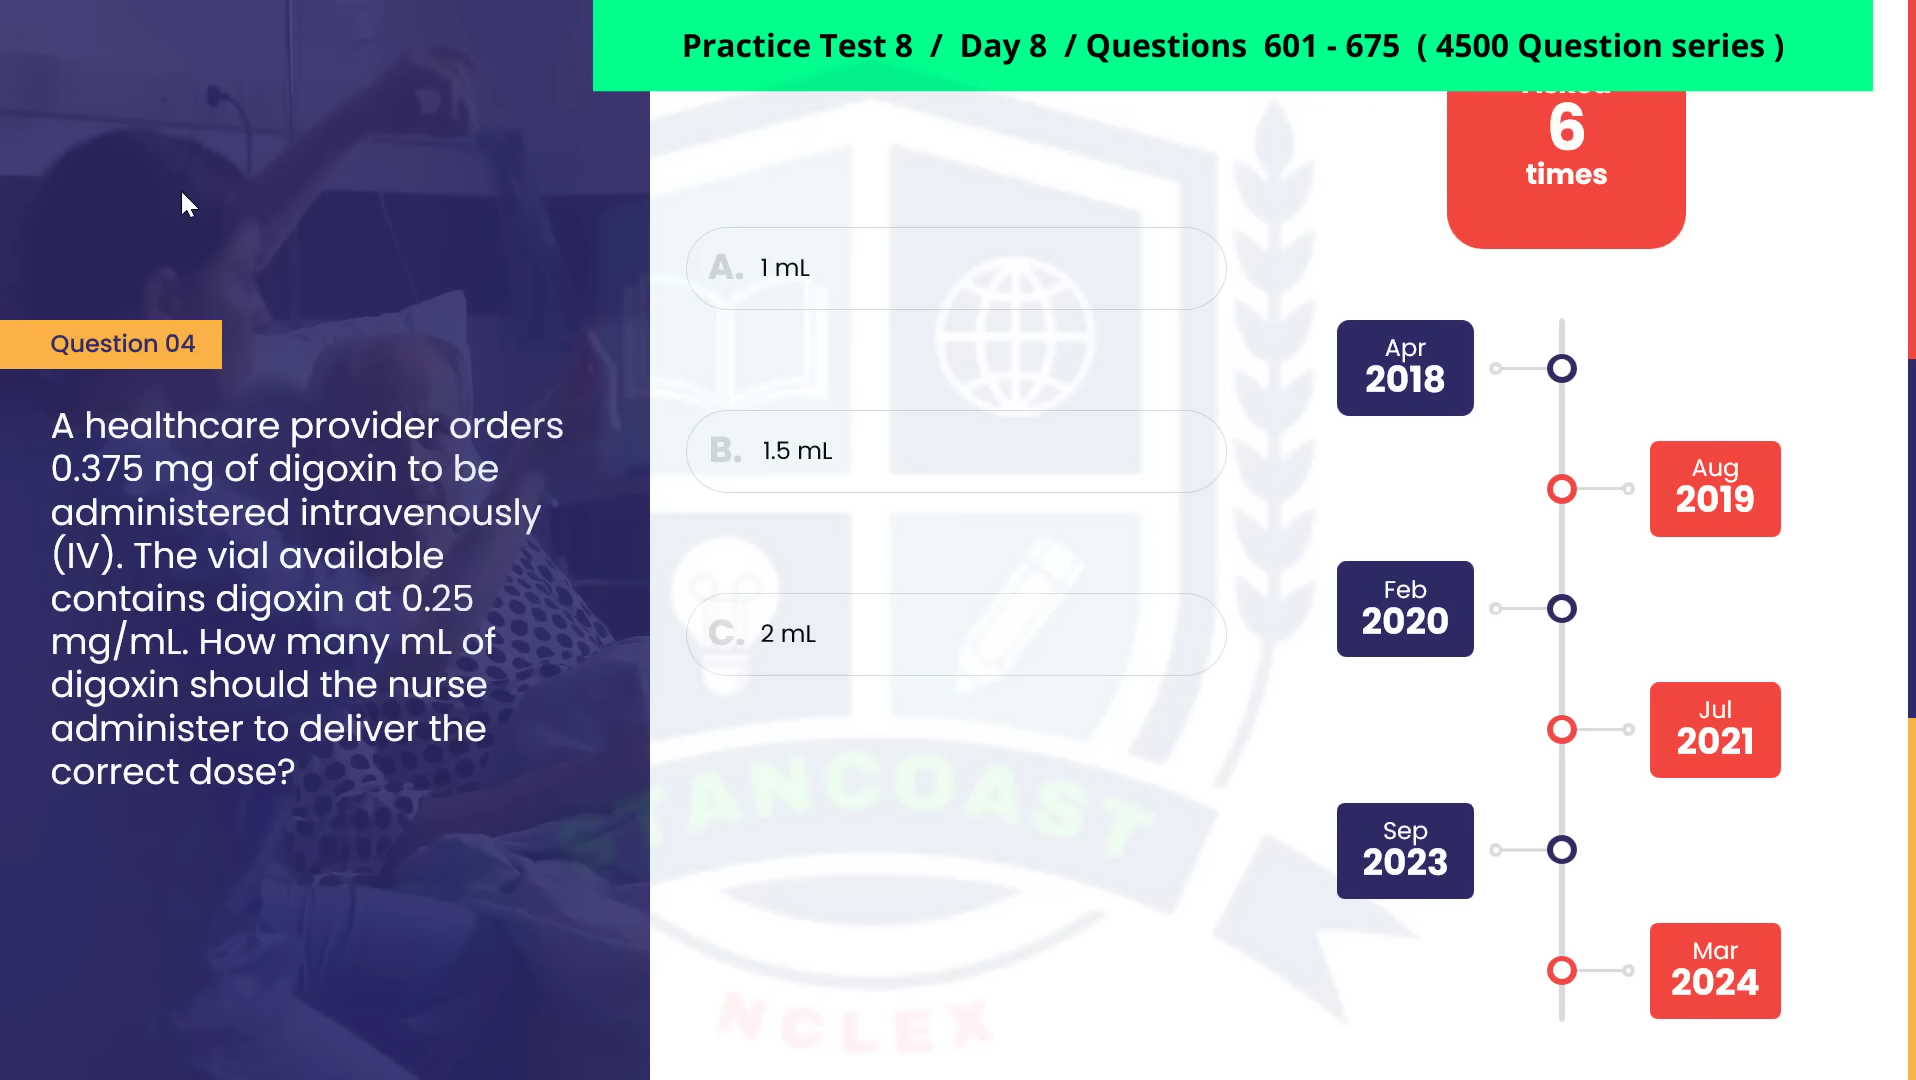 Practice Test 8 / Day 8 / Questions 601 - 675 ( 4500 Question series )
6
times
Question 04
A healthcare provider orders
0.375 mg of digoxin to be
administered intravenously
(IV). The vial available
contains digoxin at 0.25
mg/mL. How many mL of
digoxin should the nurse
administer to deliver the
correct dose?
A. 1 mL
B. 1.5 mL
C. 2 mL
Apr
2018
Aug
2019
Feb
2020
Jul
2021
Sep
2023
Mar
2024
TANCOAST
NCLEX